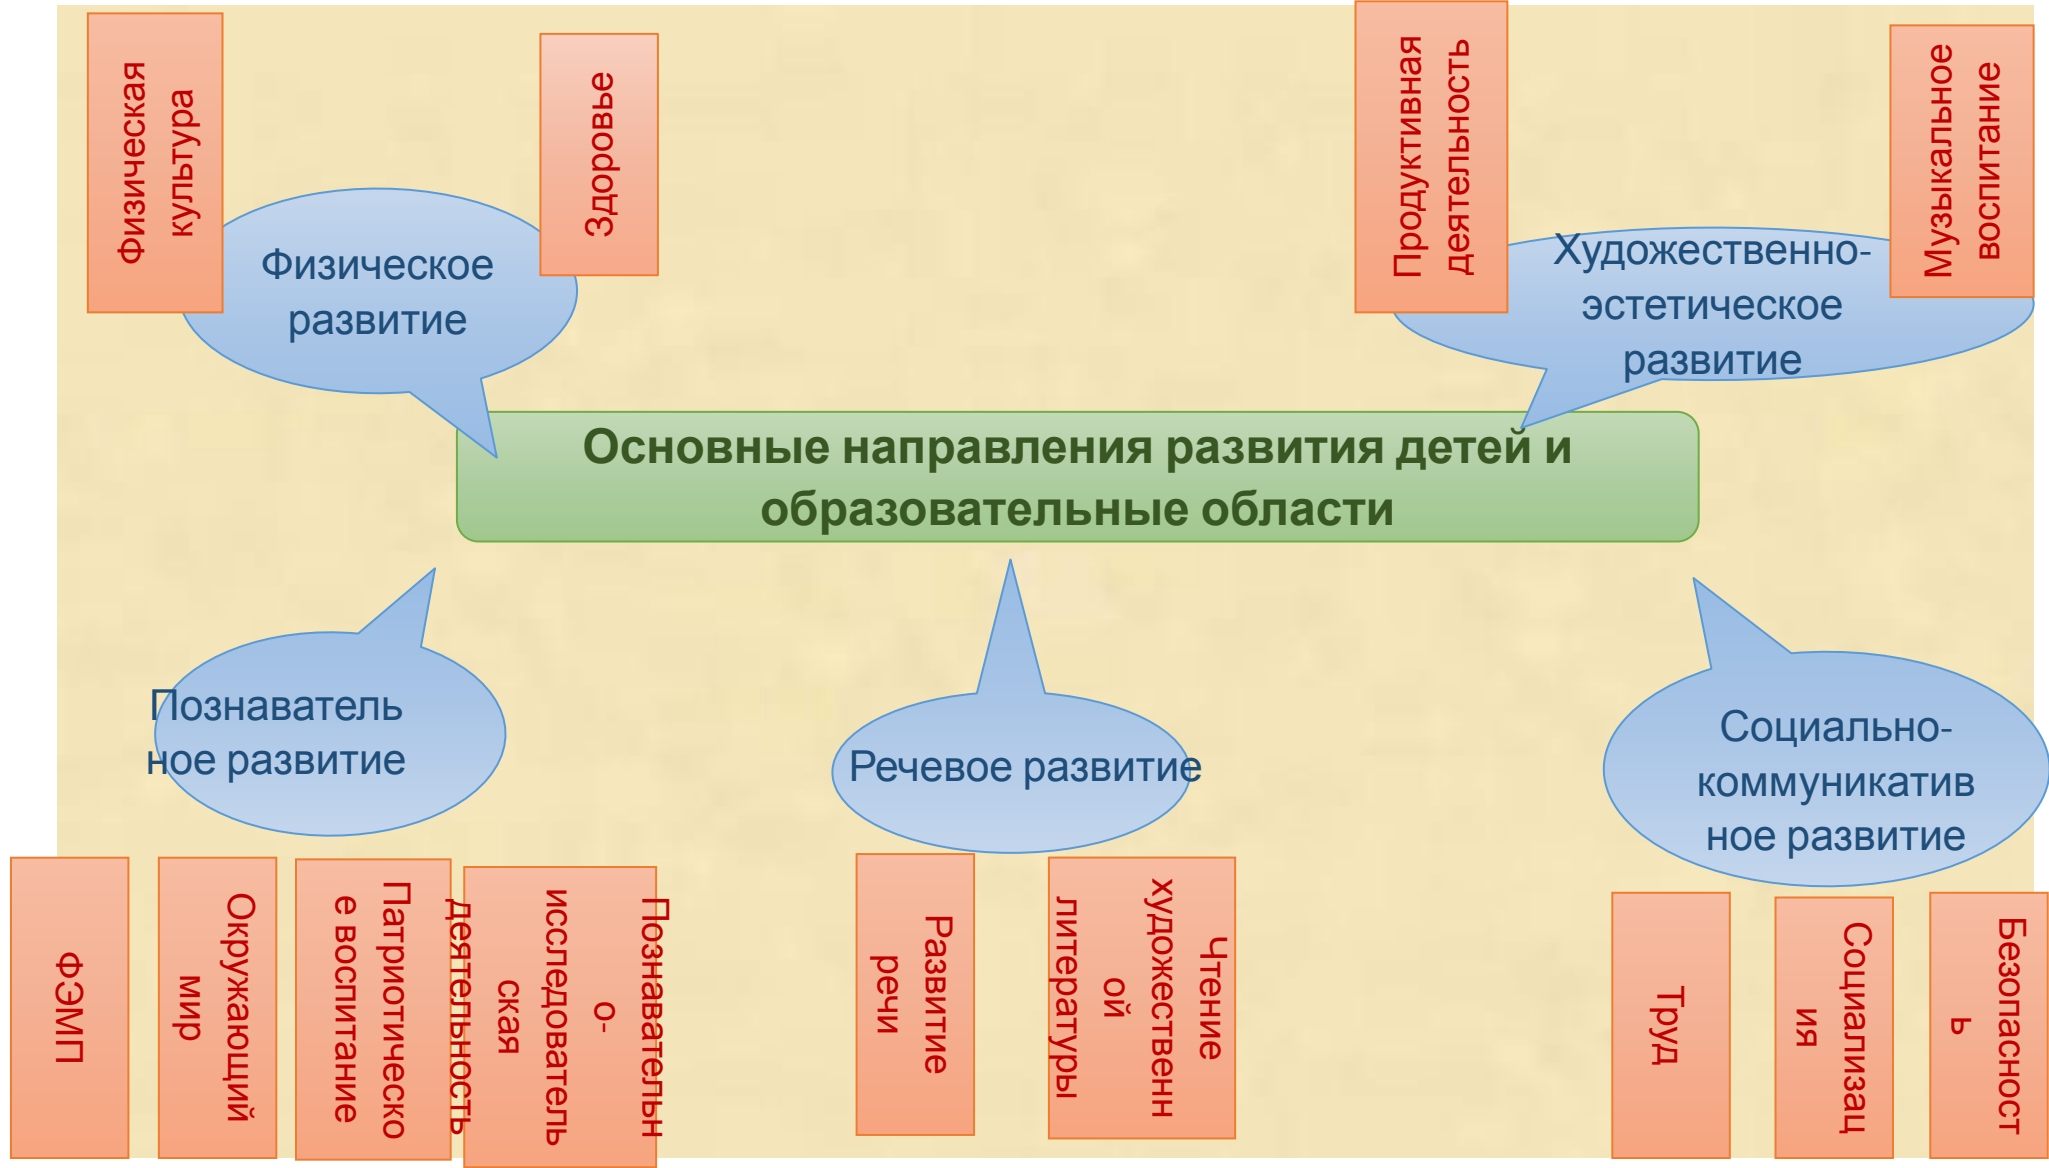 Физическая
культура
Здоровье
Продуктивная
деятельность
Музыкальное
воспитание
Физическое
развитие
Художественно-
эстетическое
развитие
Основные направления развития детей и
образовательные области
Познаватель
ное развитие
Речевое развитие
Социально-
коммуникатив
ное развитие
ФЭМП
Окружающий
мир
Патриотическо
е воспитание
Познавательн
о-
исследователь
ская
деятельность
Развитие
речи
Чтение
художественн
ой
литературы
Труд
Социализац
ия
Безопасност
ь